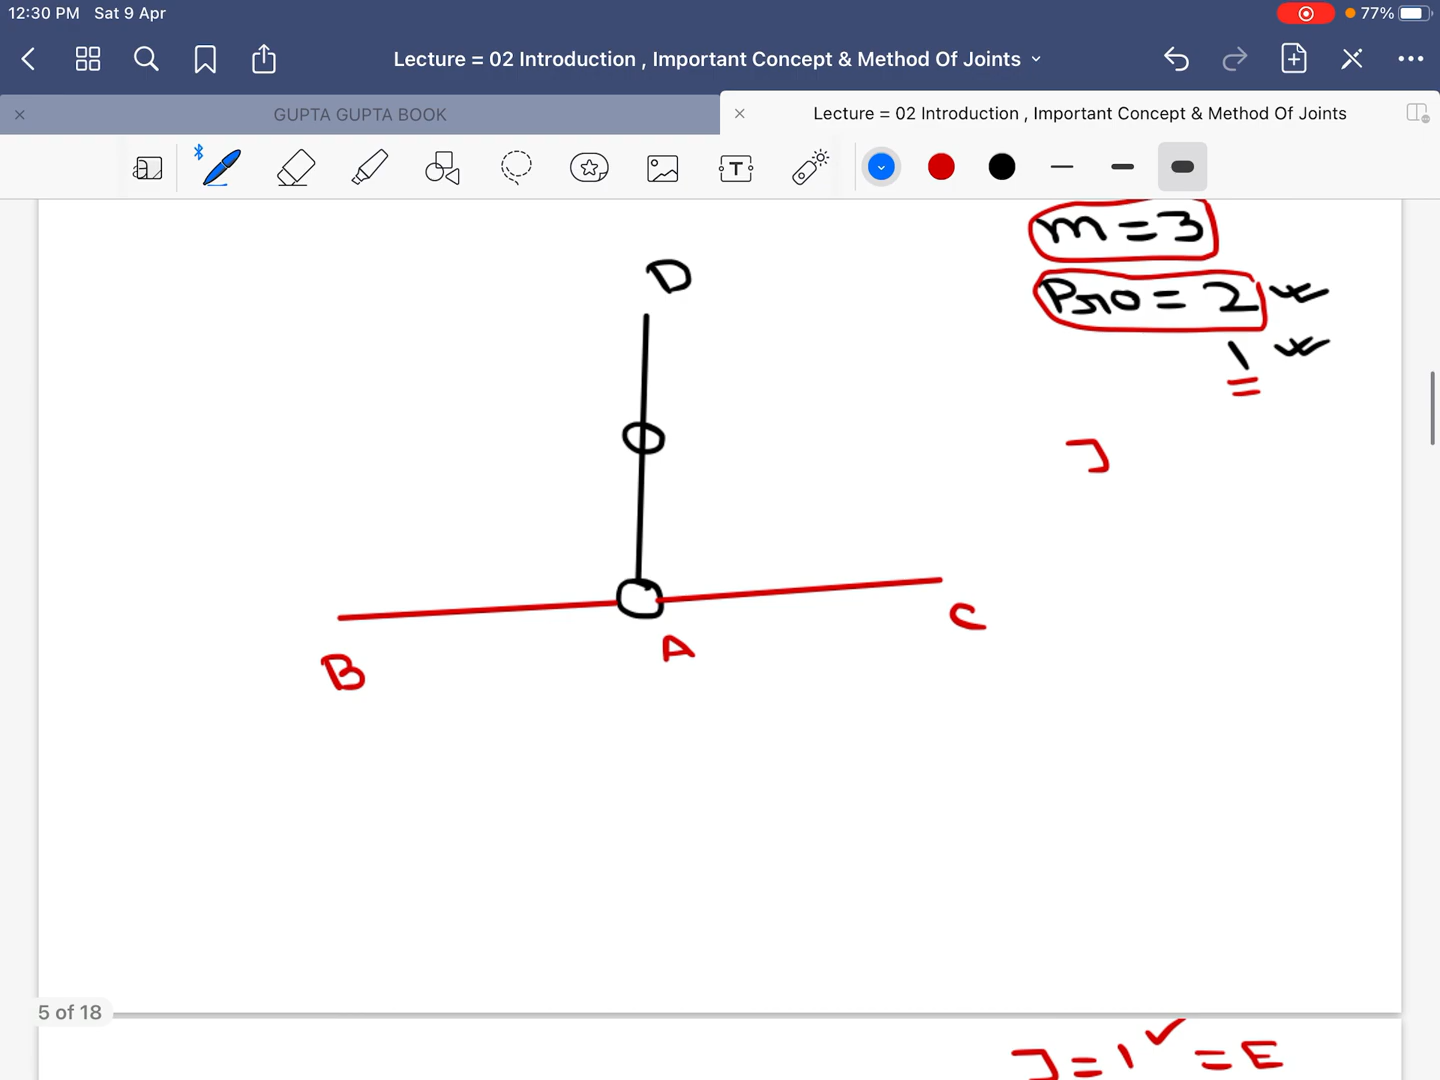 12:30 PM Sat 9 Apr
77%
Lecture = 02 Introduction , Important Concept & Method Of Joints
GUPTA GUPTA BOOK
Lecture = 02 Introduction , Important Concept & Method Of Joints
T
m = 3
Pro = 2
1
=
D
J
A
B
C
5 of 18
J = 1 = E